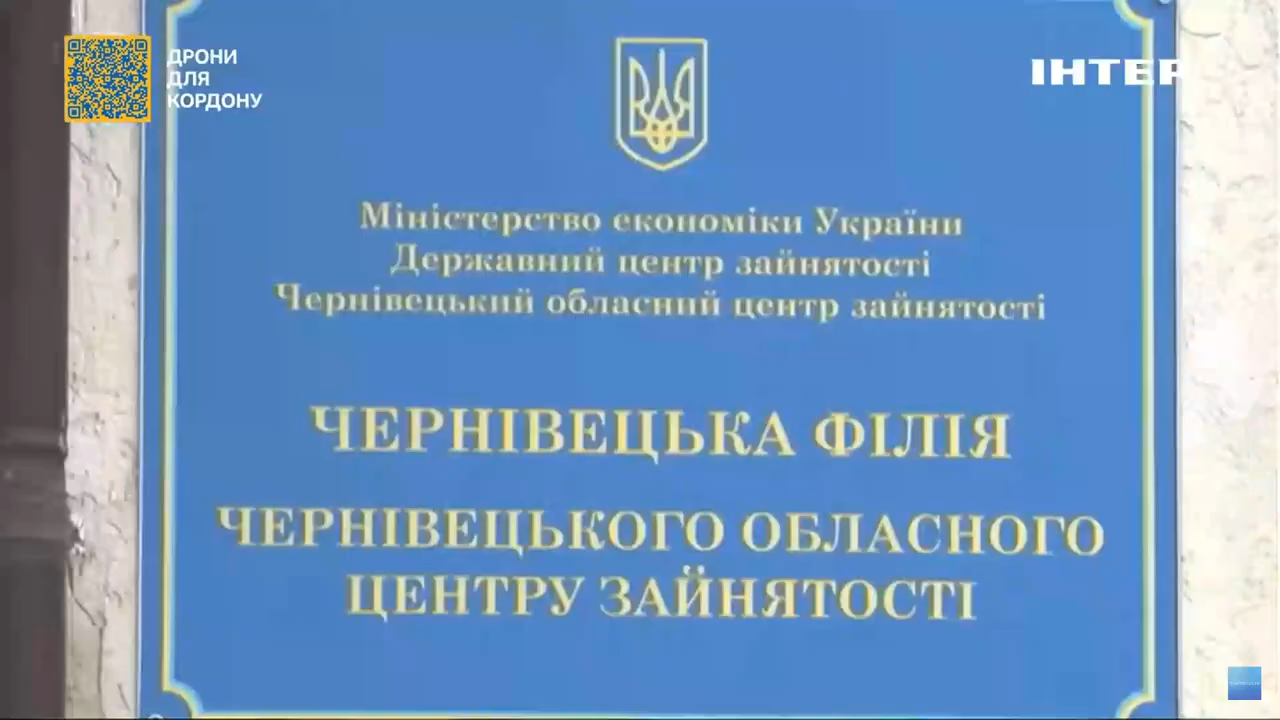 ДРОНИ
ДЛЯ
КОРДОНУ
ІНТЕР
Міністерство економіки України
Державний центр зайнятості
Чернівецький обласний центр зайнятості
ЧЕРНІВЕЦЬКА ФІЛІЯ
ЧЕРНІВЕЦЬКОГО ОБЛАСНОГО
ЦЕНТРУ ЗАЙНЯТОСТІ